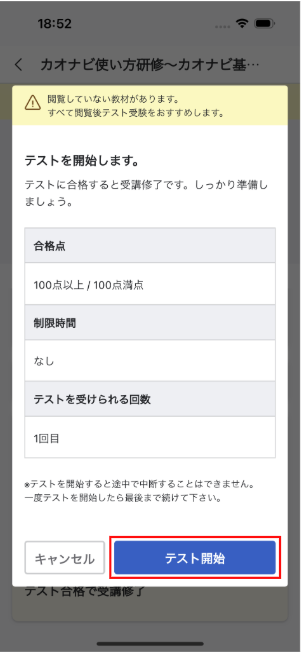 18:52
カオナビ使い方研修〜カオナビ基…
閲覧していない教材があります。
すべて閲覧後テスト受験をおすすめします。
テストを開始します。
テストに合格すると受講修了です。しっかり準備し
ましょう。
合格点
100点以上 / 100点満点
制限時間
なし
テストを受けられる回数
1回目
※テストを開始すると途中で中断することはできません。
一度テストを開始したら最後まで続けて下さい。
キャンセル
テスト開始
テスト合格で受講修了